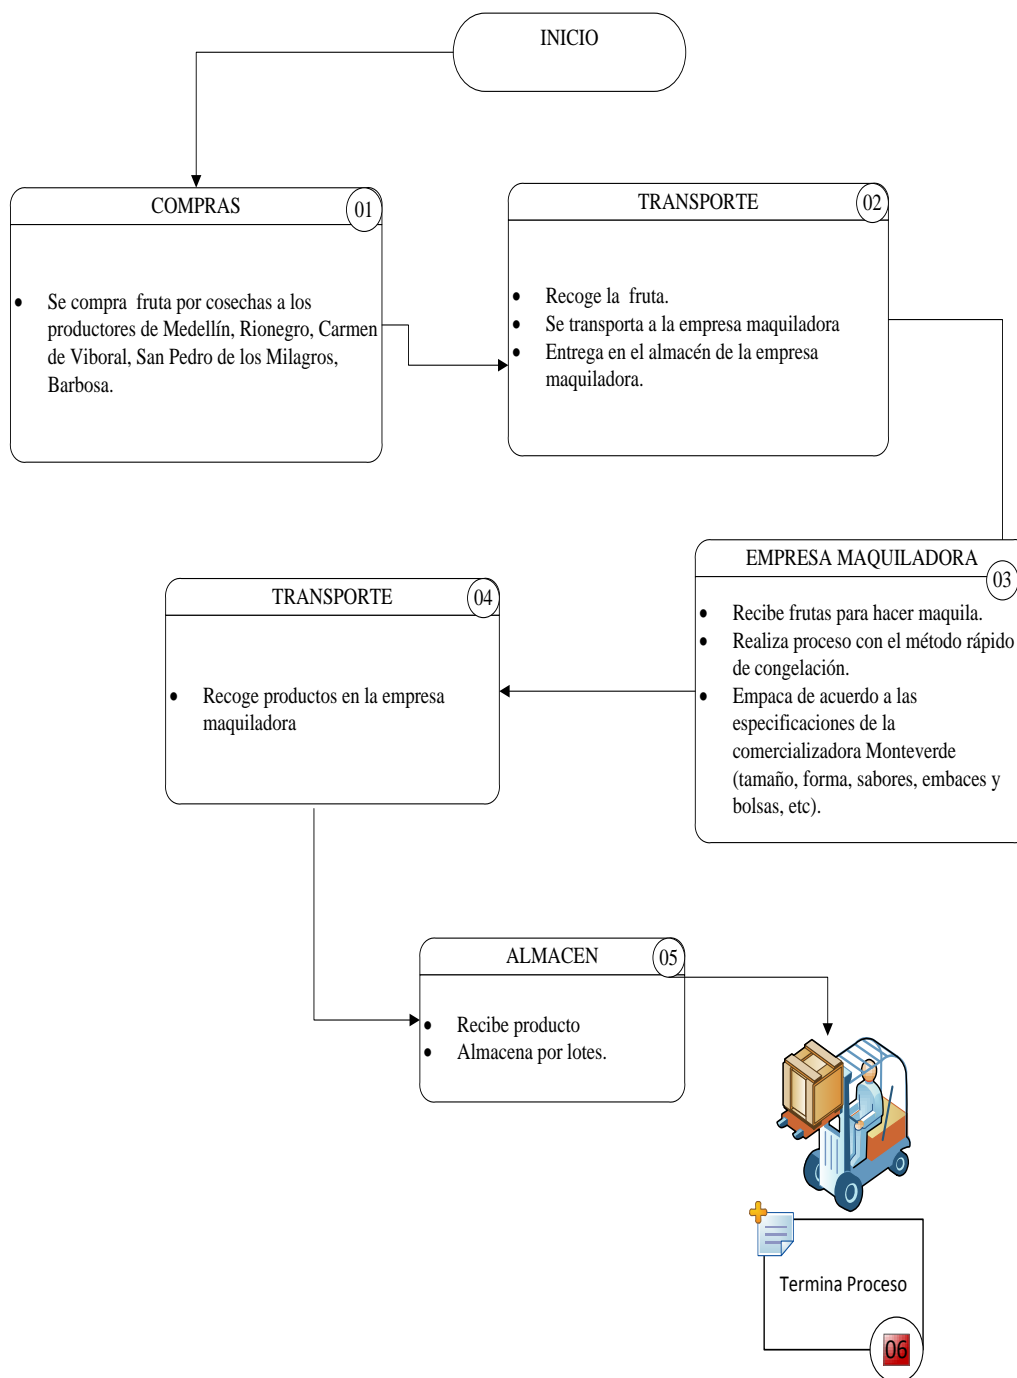 INICIO
COMPRAS
01
• Se compra fruta por cosechas a los
productores de Medellín, Rionegro, Carmen
de Viboral, San Pedro de los Milagros,
Barbosa.
TRANSPORTE
02
• Recoge la fruta.
• Se transporta a la empresa maquiladora
• Entrega en el almacén de la empresa
maquiladora.
EMPRESA MAQUILADORA
03
• Recibe frutas para hacer maquila.
• Realiza proceso con el método rápido
de congelación.
• Empaca de acuerdo a las
especificaciones de la
comercializadora Monteverde
(tamaño, forma, sabores, embaces y
bolsas, etc).
TRANSPORTE
04
• Recoge productos en la empresa
maquiladora
ALMACEN
05
• Recibe producto
• Almacena por lotes.
Termina Proceso
06